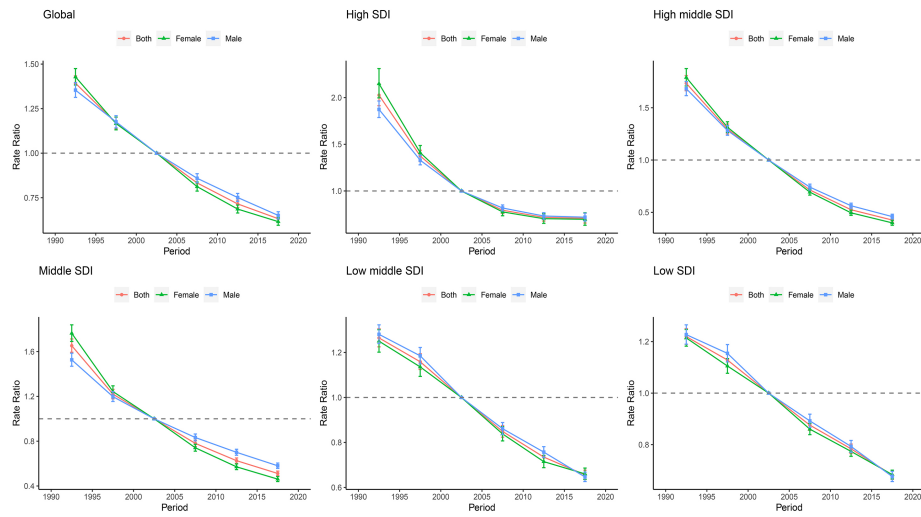 Global
Both Female Male
1.50
1.25
1.00
0.75
Rate Ratio
1990 1995 2000 2005 2010 2015 2020
Period
High SDI
Both Female Male
2.0
1.5
1.0
Rate Ratio
1990 1995 2000 2005 2010 2015 2020
Period
High middle SDI
Both Female Male
1.5
1.0
0.5
Rate Ratio
1990 1995 2000 2005 2010 2015 2020
Period
Middle SDI
Both Female Male
1.6
1.2
0.8
0.4
Rate Ratio
1990 1995 2000 2005 2010 2015 2020
Period
Low middle SDI
Both Female Male
1.2
1.0
0.8
0.6
Rate Ratio
1990 1995 2000 2005 2010 2015 2020
Period
Low SDI
Both Female Male
1.2
1.0
0.8
Rate Ratio
1990 1995 2000 2005 2010 2015 2020
Period